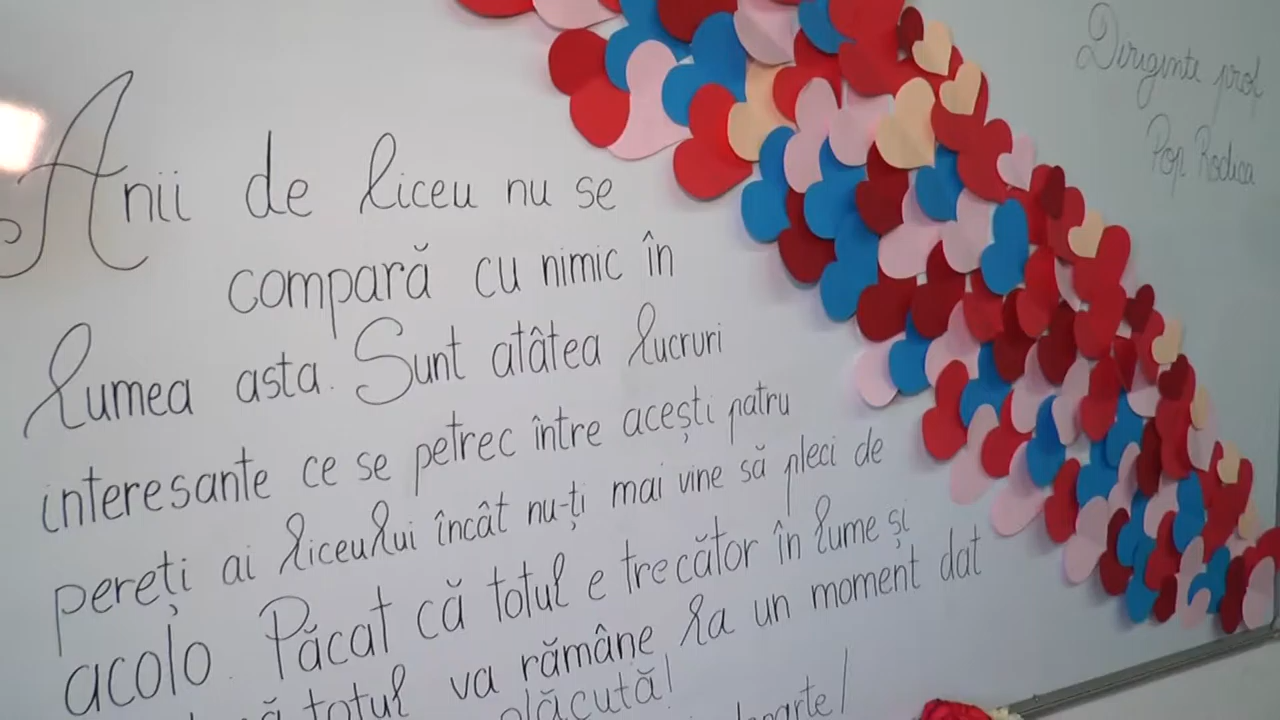 Anii de liceu nu se
compară cu nimic în
lumea asta. Sunt atâtea lucruri
interesante ce se petrec între acești patru
pereți ai liceului încât nu-ți mai vine să pleci de
acolo. Păcat că totul e trecător în lume și
totul va rămâne la un moment dat
plăcută!
Diriginte prof
Pop Rodica